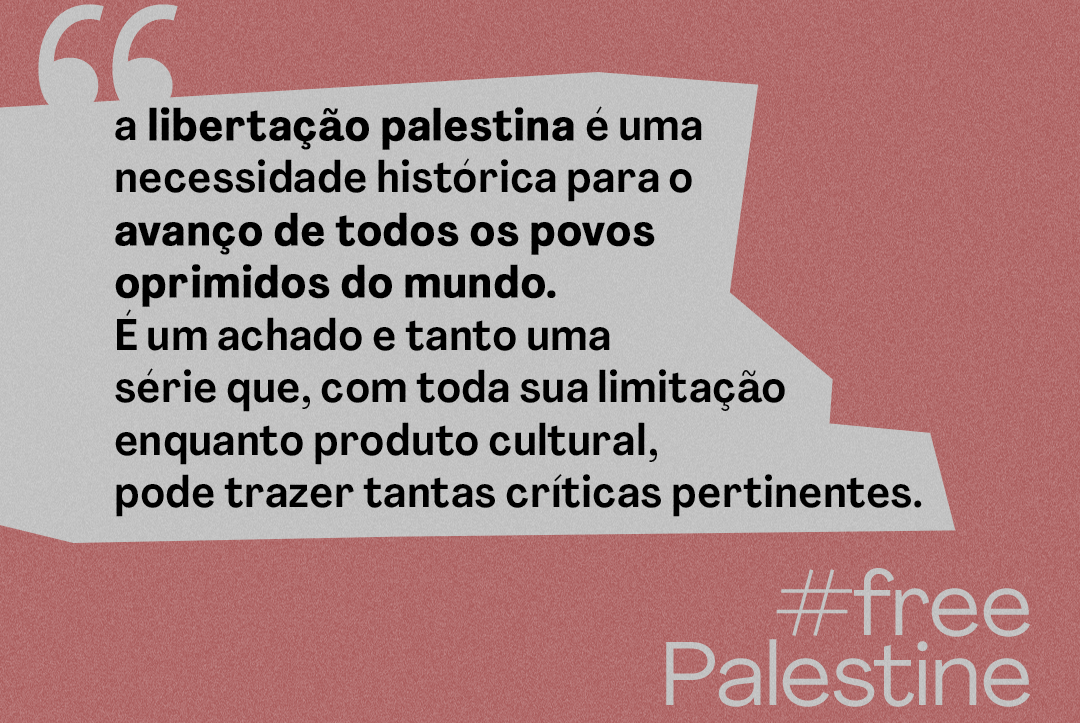 “
a libertação palestina é uma
necessidade histórica para o
avanço de todos os povos
oprimidos do mundo.
É um achado e tanto uma
série que, com toda sua limitação
enquanto produto cultural,
pode trazer tantas críticas pertinentes.
#free
Palestine